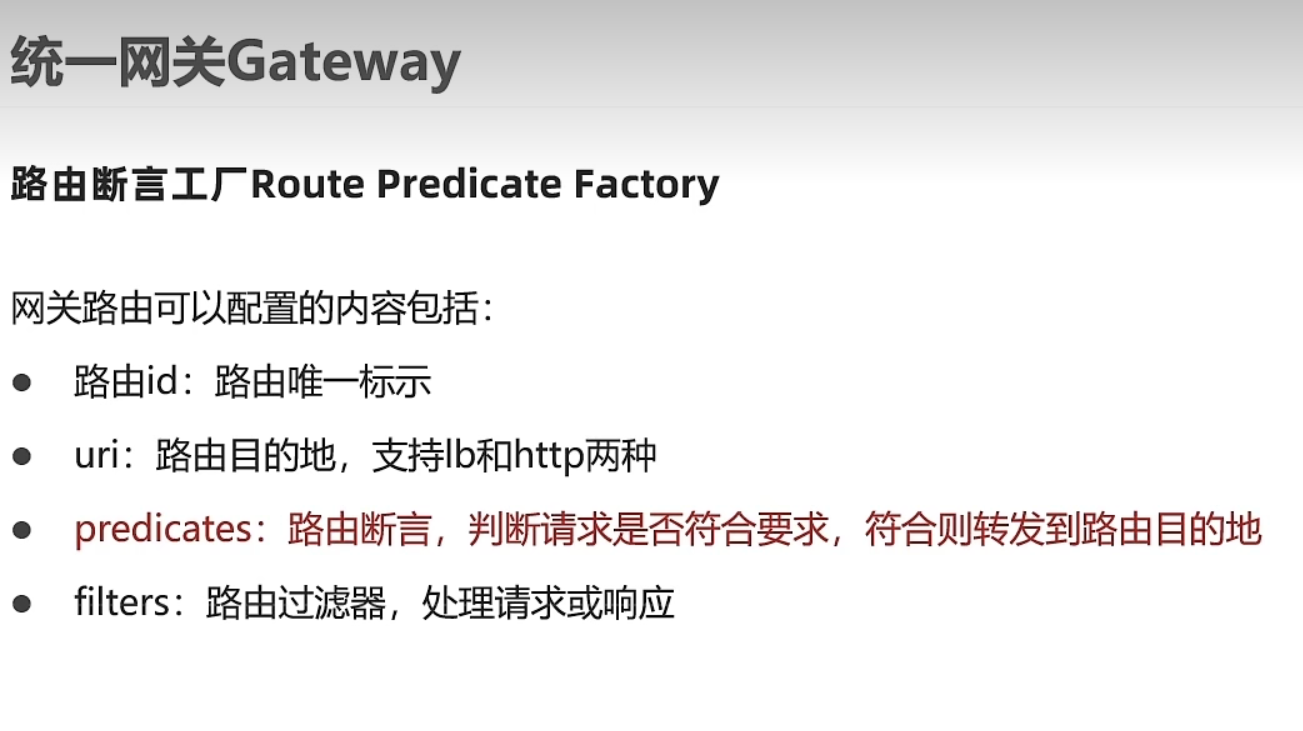 统一网关Gateway
路由断言工厂Route Predicate Factory
网关路由可以配置的内容包括：
● 路由id：路由唯一标示
● uri：路由目的地，支持lb和http两种
● predicates：路由断言，判断请求是否符合要求，符合则转发到路由目的地
● filters：路由过滤器，处理请求或响应